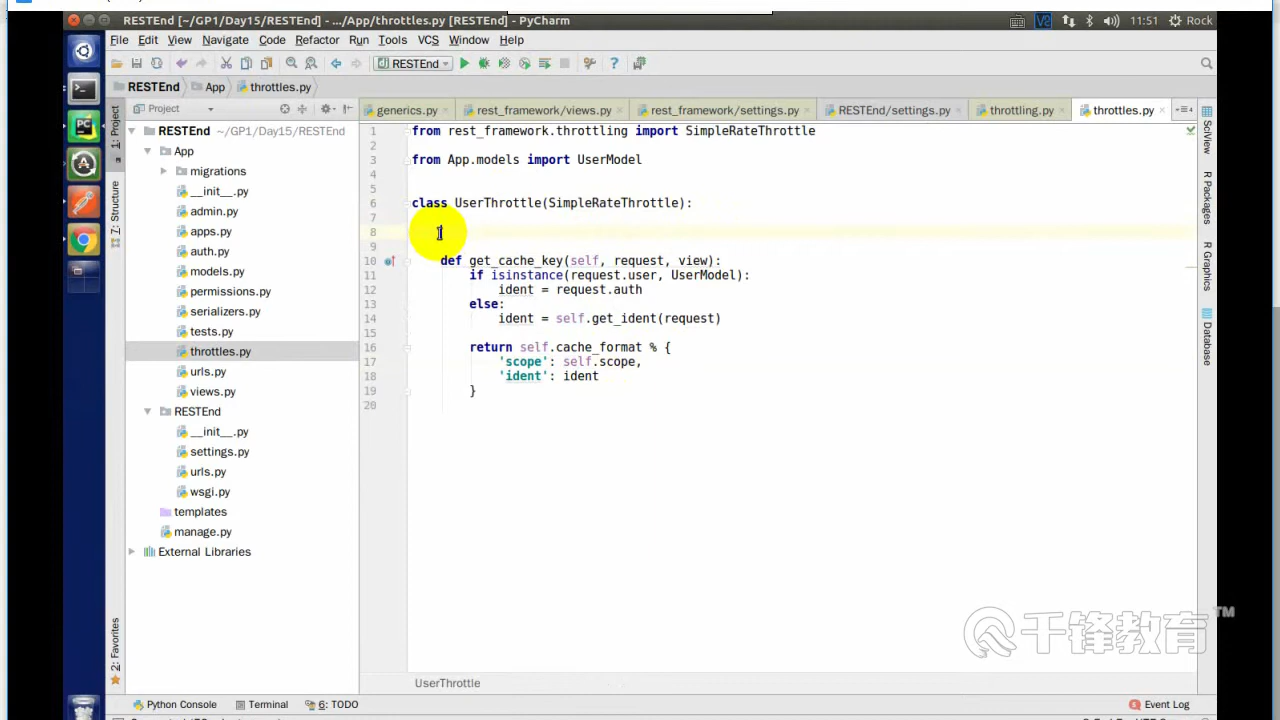 RESTEnd [~/GP1/Day15/RESTEnd] - .../App/throttles.py [RESTEnd] - PyCharm
11:51 Rock
File Edit View Navigate Code Refactor Run Tools VCS Window Help
RESTEnd
RESTEnd App throttles.py
Project
generics.py rest_framework/views.py rest_framework/settings.py RESTEnd/settings.py throttling.py throttles.py
RESTEnd ~/GP1/Day15/RESTEnd
App
migrations
__init__.py
admin.py
apps.py
auth.py
models.py
permissions.py
serializers.py
tests.py
throttles.py
urls.py
views.py
RESTEnd
__init__.py
settings.py
urls.py
wsgi.py
templates
manage.py
External Libraries
1: Project
7: Structure
2: Favorites
1 from rest_framework.throttling import SimpleRateThrottle
2
3 from App.models import UserModel
4
5
6 class UserThrottle(SimpleRateThrottle):
7
8
9
10 def get_cache_key(self, request, view):
11 if isinstance(request.user, UserModel):
12 ident = request.auth
13 else:
14 ident = self.get_ident(request)
15
16 return self.cache_format % {
17 'scope': self.scope,
18 'ident': ident
19 }
20
SciView
R Packages
R Graphics
Database
千锋教育™
UserThrottle
Python Console Terminal 6: TODO Event Log